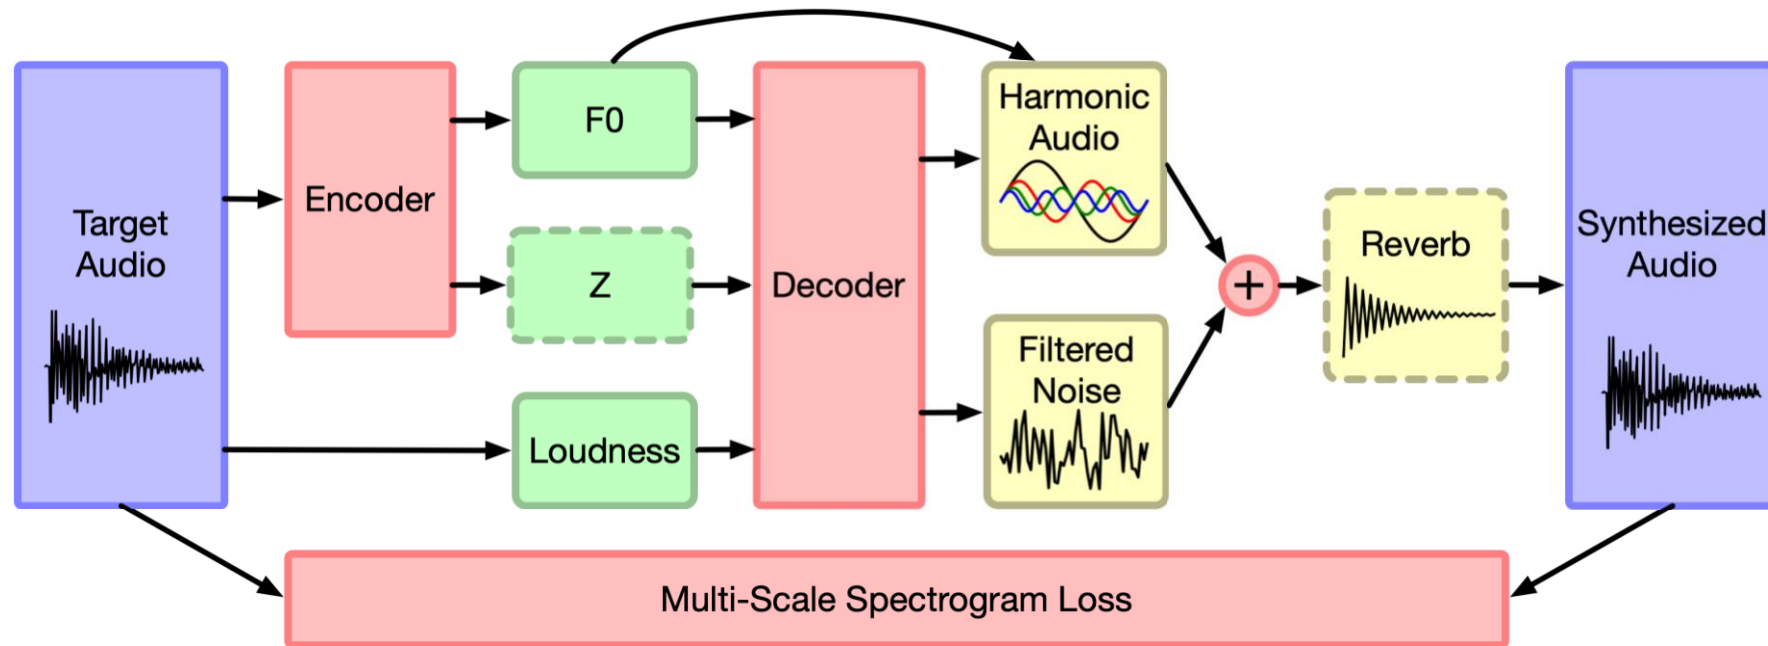 Target
Audio
Encoder
F0
Z
Loudness
Decoder
Harmonic
Audio
Filtered
Noise
+
Reverb
Synthesized
Audio
Multi-Scale Spectrogram Loss